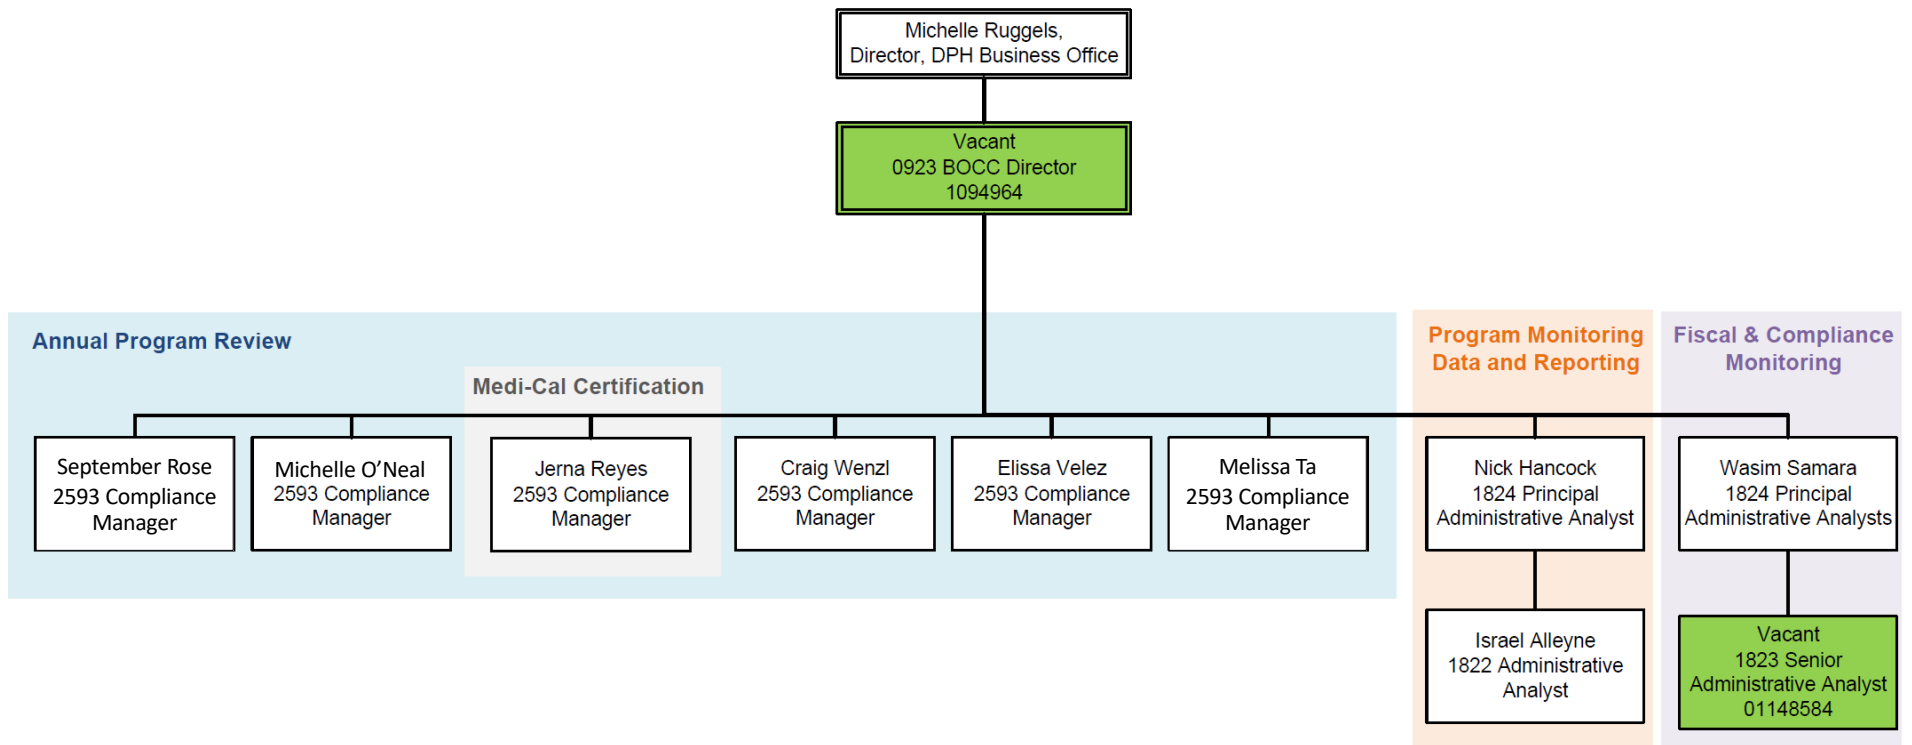 Michelle Ruggels,
Director, DPH Business Office
Vacant
0923 BOCC Director
1094964
Annual Program Review
Medi-Cal Certification
Program Monitoring
Data and Reporting
Fiscal & Compliance
Monitoring
September Rose
2593 Compliance
Manager
Michelle O’Neal
2593 Compliance
Manager
Jerna Reyes
2593 Compliance
Manager
Craig Wenzl
2593 Compliance
Manager
Elissa Velez
2593 Compliance
Manager
Melissa Ta
2593 Compliance
Manager
Nick Hancock
1824 Principal
Administrative Analyst
Wasim Samara
1824 Principal
Administrative Analysts
Israel Alleyne
1822 Administrative
Analyst
Vacant
1823 Senior
Administrative Analyst
01148584